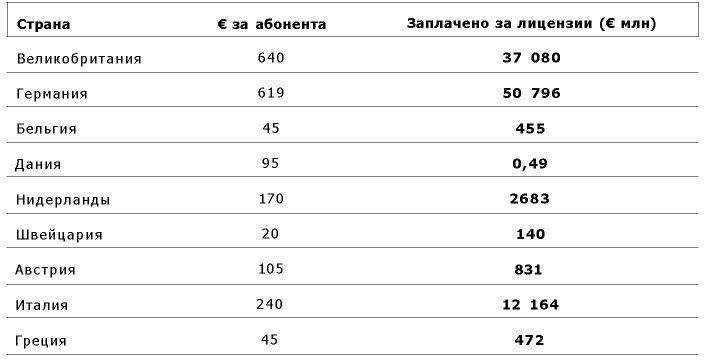 Страна € за абонента Заплачено за лицензии (€ млн)
Великобритания 640 37 080
Германия 619 50 796
Бельгия 45 455
Дания 95 0,49
Нидерланды 170 2683
Швейцария 20 140
Австрия 105 831
Италия 240 12 164
Греция 45 472